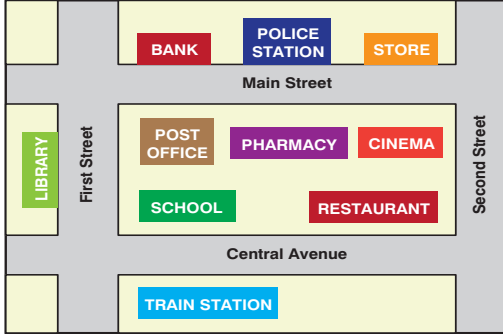 BANK
POLICE
STATION
STORE
Main Street
LIBRARY
First Street
POST
OFFICE
PHARMACY
CINEMA
Second Street
SCHOOL
RESTAURANT
Central Avenue
TRAIN STATION